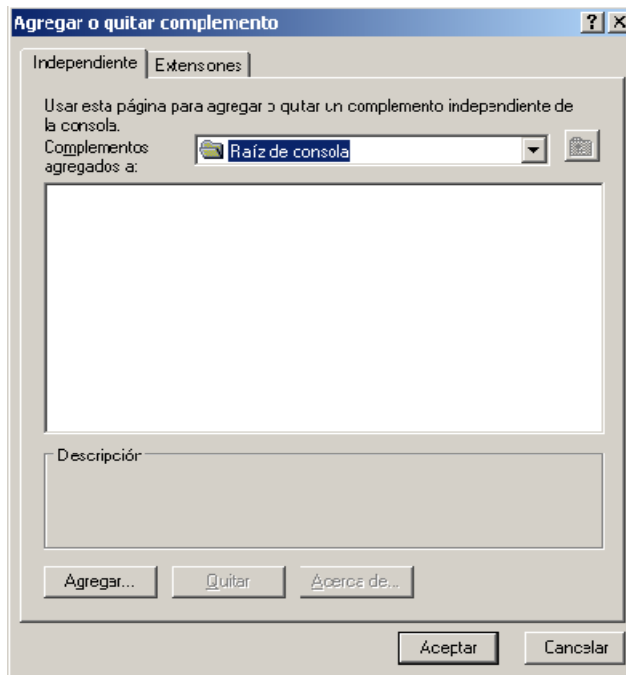 Agregar o quitar complemento
Independiente Extensiones
Usar esta página para agregar o quitar un complemento independiente de
la consola.
Complementos
agregados a:
Raíz de consola
Descripción
Agregar... Quitar Acerca de...
Aceptar Cancelar